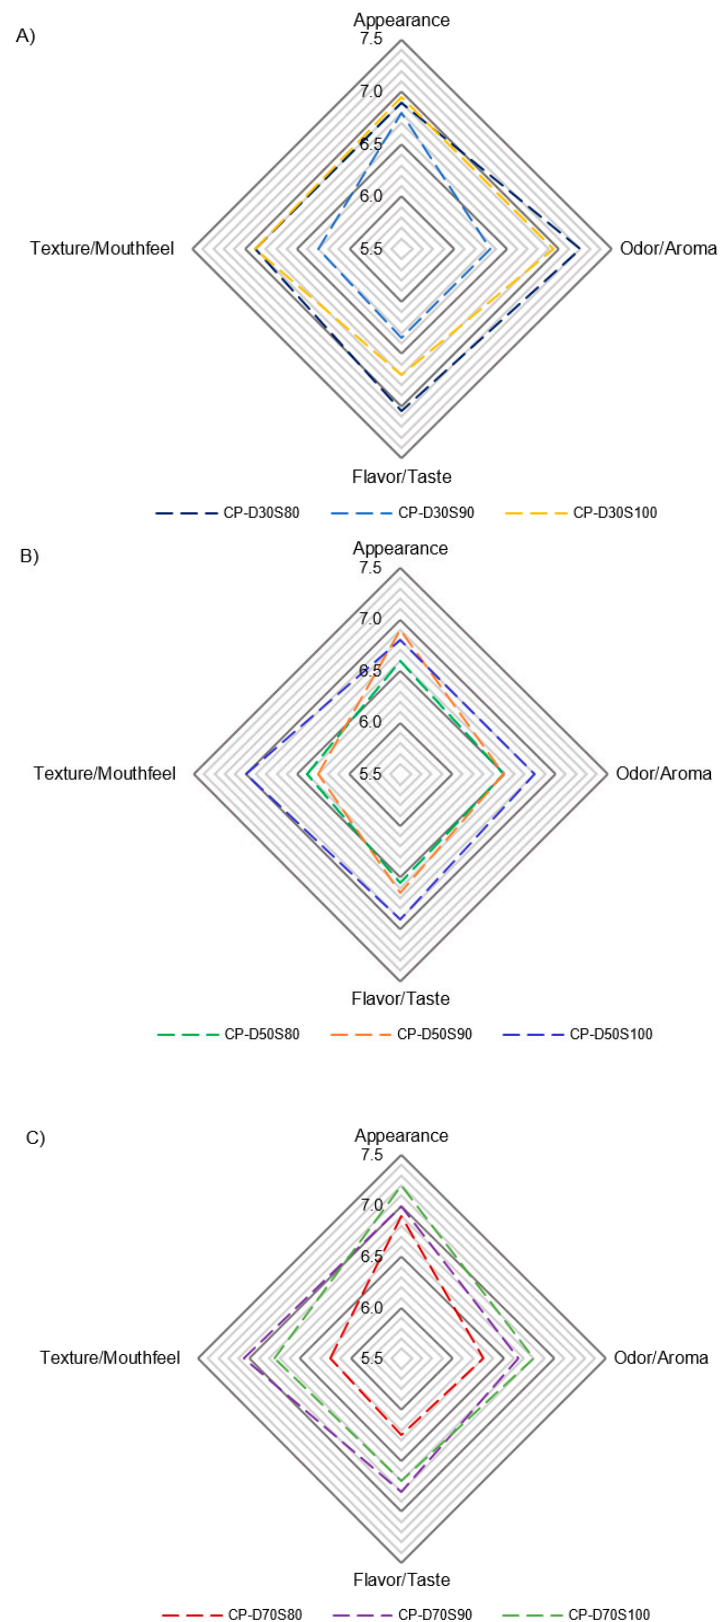 A)
Appearance
7.5
7.0
6.5
6.0
Texture/Mouthfeel 5.5 Odor/Aroma
Flavor/Taste
CP-D30S80 CP-D30S90 CP-D30S100
B)
Appearance
7.5
7.0
6.5
6.0
Texture/Mouthfeel 5.5 Odor/Aroma
Flavor/Taste
CP-D50S80 CP-D50S90 CP-D50S100
C)
Appearance
7.5
7.0
6.5
6.0
Texture/Mouthfeel 5.5 Odor/Aroma
Flavor/Taste
CP-D70S80 CP-D70S90 CP-D70S100